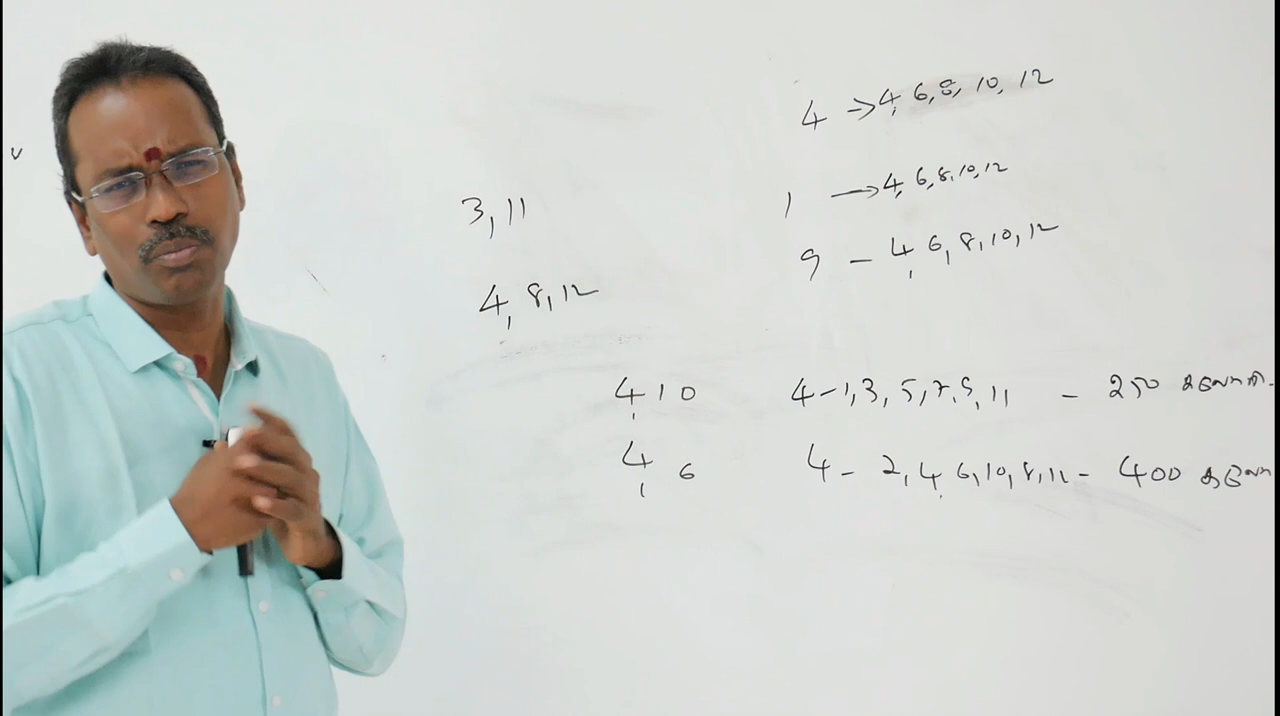 4 → 4, 6, 8, 10, 12
3, 11
1 → 4, 6, 8, 10, 12
9 - 4, 6, 8, 10, 12
4, 8, 12
4, 10
4 - 1, 3, 5, 7, 9, 11 - 250
4, 6
4 - 2, 4, 6, 10, 8, 12 - 400